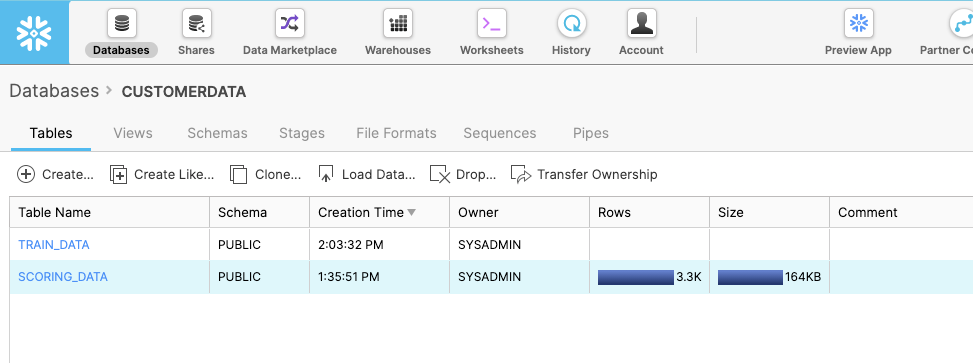 Databases Shares Data Marketplace Warehouses Worksheets History Account Preview App Partner Co
Databases > CUSTOMERDATA
Tables Views Schemas Stages File Formats Sequences Pipes
Create... Create Like... Clone... Load Data... Drop... Transfer Ownership
Table Name Schema Creation Time Owner Rows Size Comment
TRAIN_DATA PUBLIC 2:03:32 PM SYSADMIN
SCORING_DATA PUBLIC 1:35:51 PM SYSADMIN 3.3K 164KB